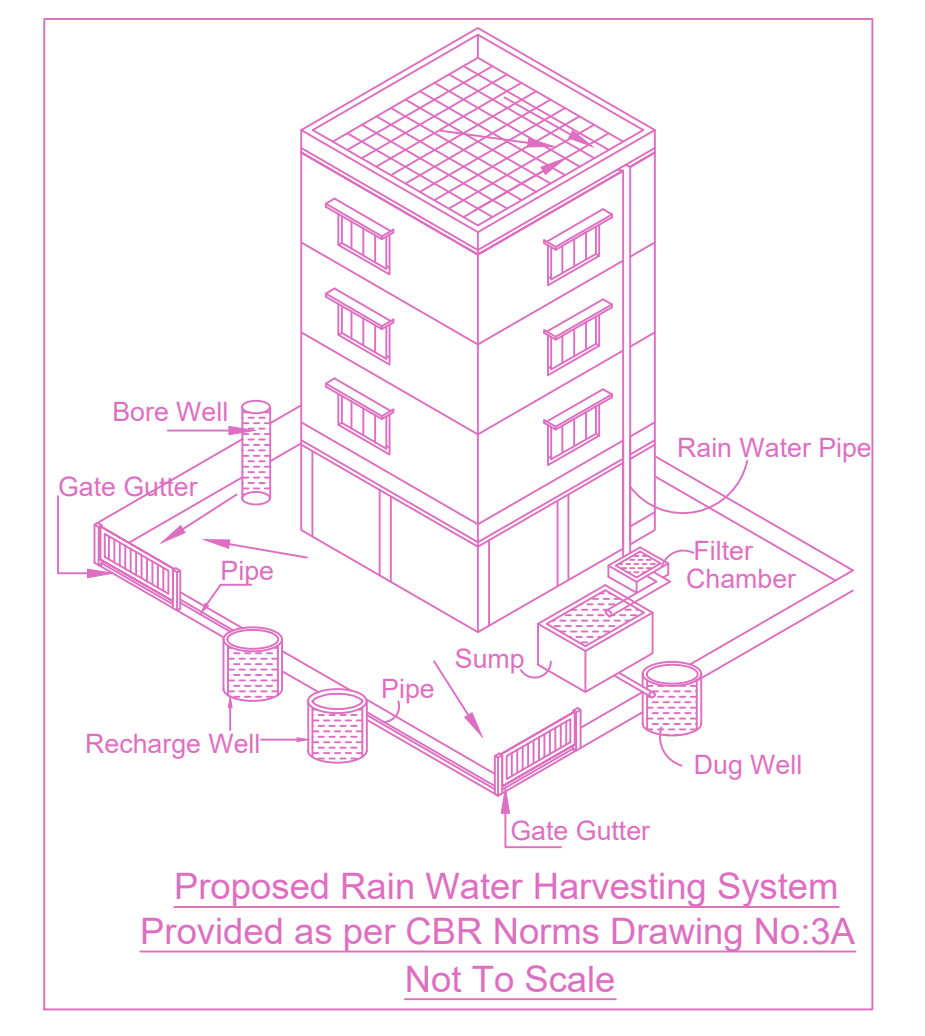 Bore Well
Gate Gutter
Rain Water Pipe
Filter
Chamber
Pipe
Sump
Pipe
Recharge Well
Dug Well
Gate Gutter
Proposed Rain Water Harvesting System
Provided as per CBR Norms Drawing No:3A
Not To Scale